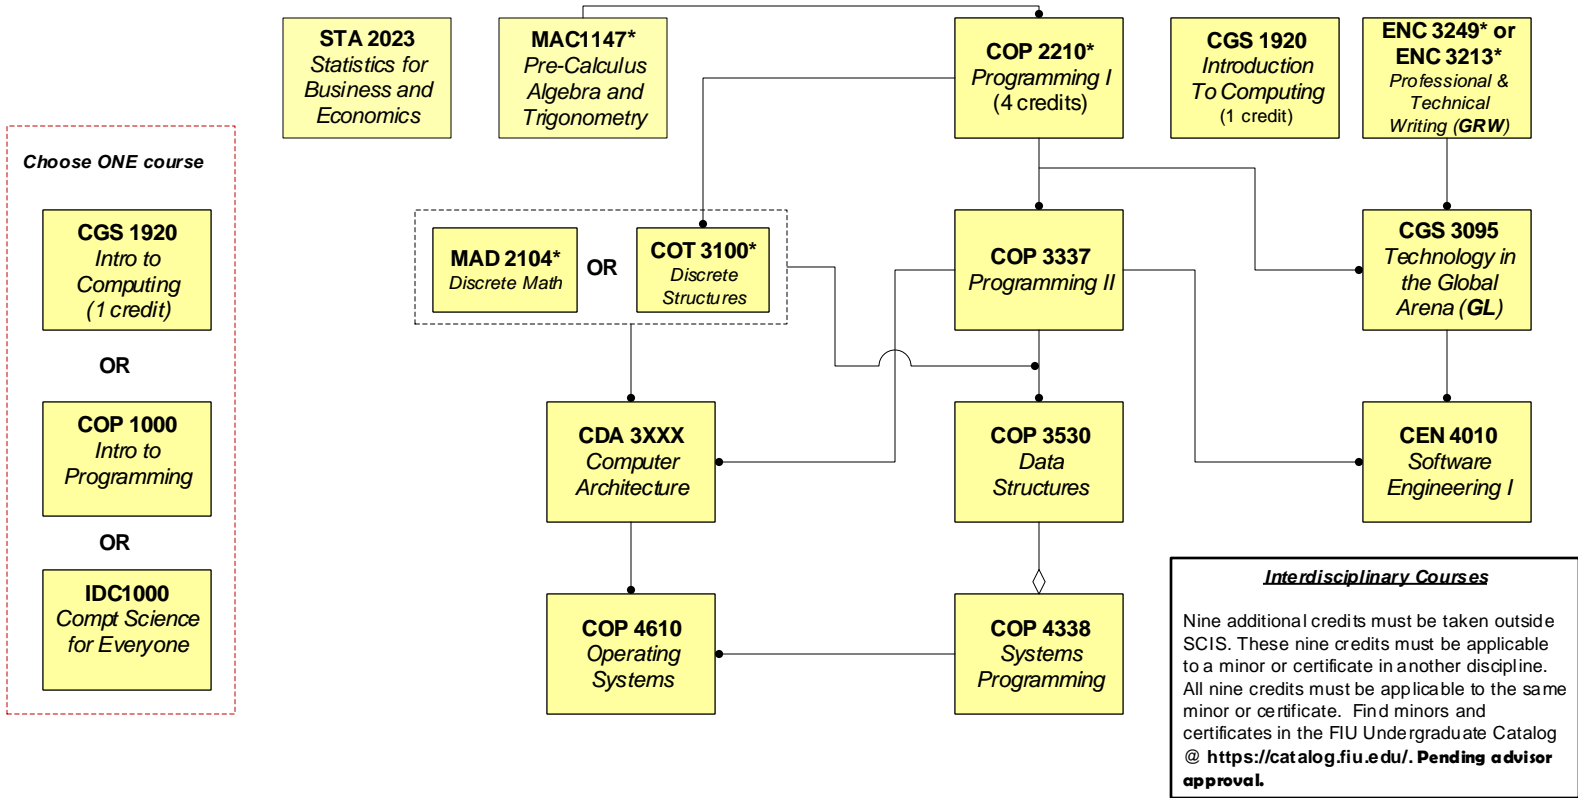 STA 2023
Statistics for
Business and
Economics
MAC1147*
Pre-Calculus
Algebra and
Trigonometry
COP 2210*
Programming I
(4 credits)
CGS 1920
Introduction
To Computing
(1 credit)
ENC 3249* or
ENC 3213*
Professional &
Technical
Writing (GRW)
Choose ONE course
CGS 1920
Intro to
Computing
(1 credit)
OR
COP 1000
Intro to
Programming
OR
IDC1000
Compt Science
for Everyone
MAD 2104*
Discrete Math
OR
COT 3100*
Discrete
Structures
COP 3337
Programming II
CGS 3095
Technology in
the Global
Arena (GL)
CDA 3XXX
Computer
Architecture
COP 3530
Data
Structures
CEN 4010
Software
Engineering I
COP 4610
Operating
Systems
COP 4338
Systems
Programming
Interdisciplinary Courses
Nine additional credits must be taken outside
SCIS. These nine credits must be applicable
to a minor or certificate in another discipline.
All nine credits must be applicable to the same
minor or certificate. Find minors and
certificates in the FIU Undergraduate Catalog
@ https://catalog.fiu.edu/. Pending advisor
approval.